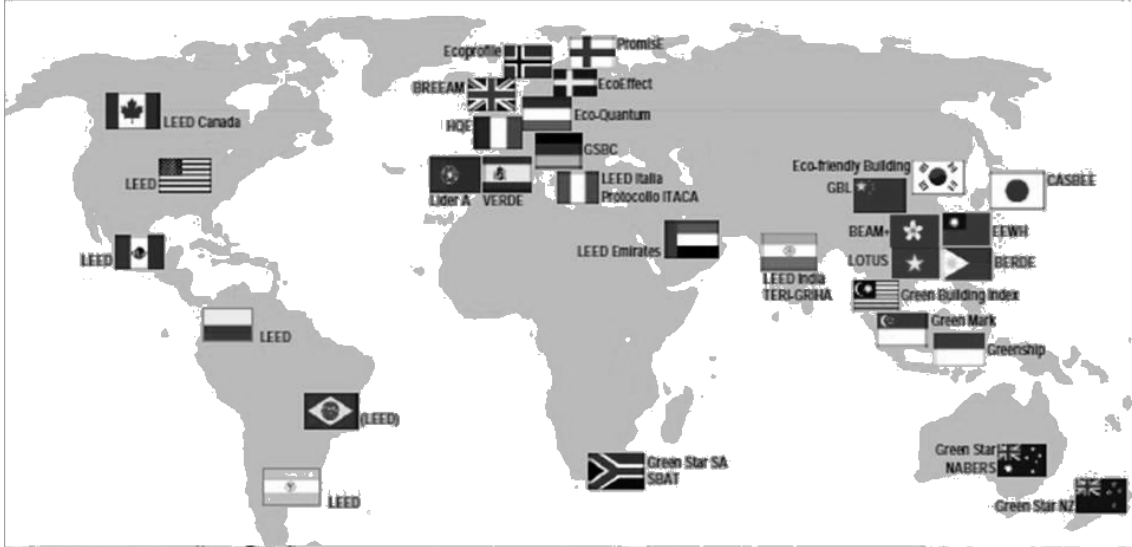 Ecoprofile
PromisE
BREEAM
EcoEffect
LEED Canada
HQE
Eco-Quantum
GSBC
LEED
Lider A
VERDE
LEED Italia
Protocollo ITACA
Eco-friendly Building
GBL
CASBEE
LEED
LEED Emirates
BEAM+
EEWH
LOTUS
BERDE
LEED India
TERI-GRIHA
Green Building Index
LEED
Green Mark
Greenship
(LEED)
LEED
Green Star SA
SBAT
Green Star
NABERS
Green Star NZ